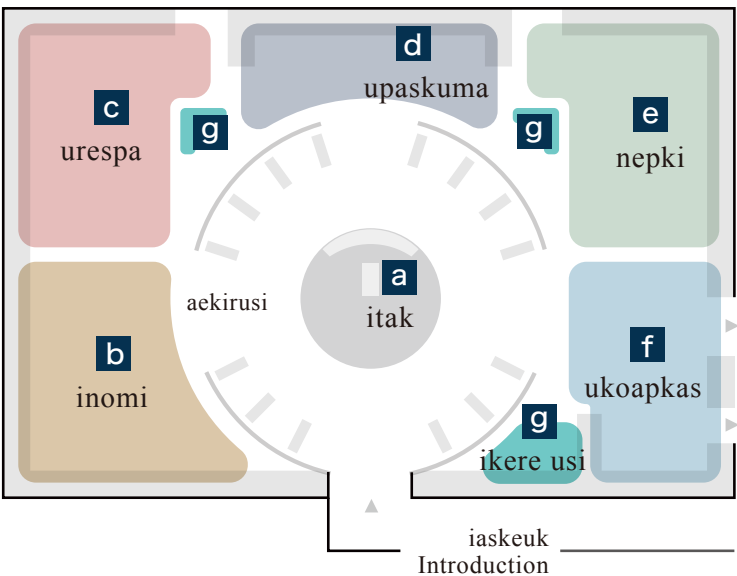 d
upaskuma
c
urespa
g
g
e
nepki
a
itak
aekirusi
b
inomi
f
ukoapkas
g
ikere usi
iaskeuk
Introduction